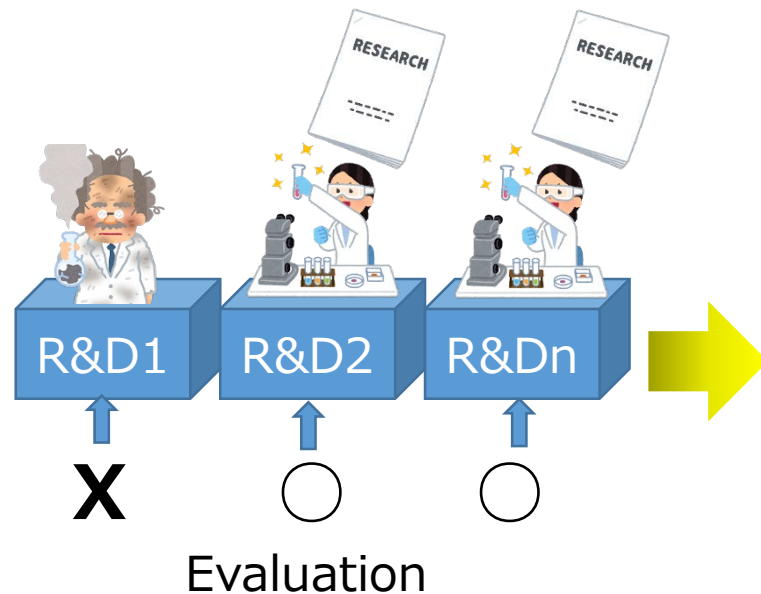 RESEARCH
RESEARCH
R&D1
R&D2
R&Dn
X
Evaluation